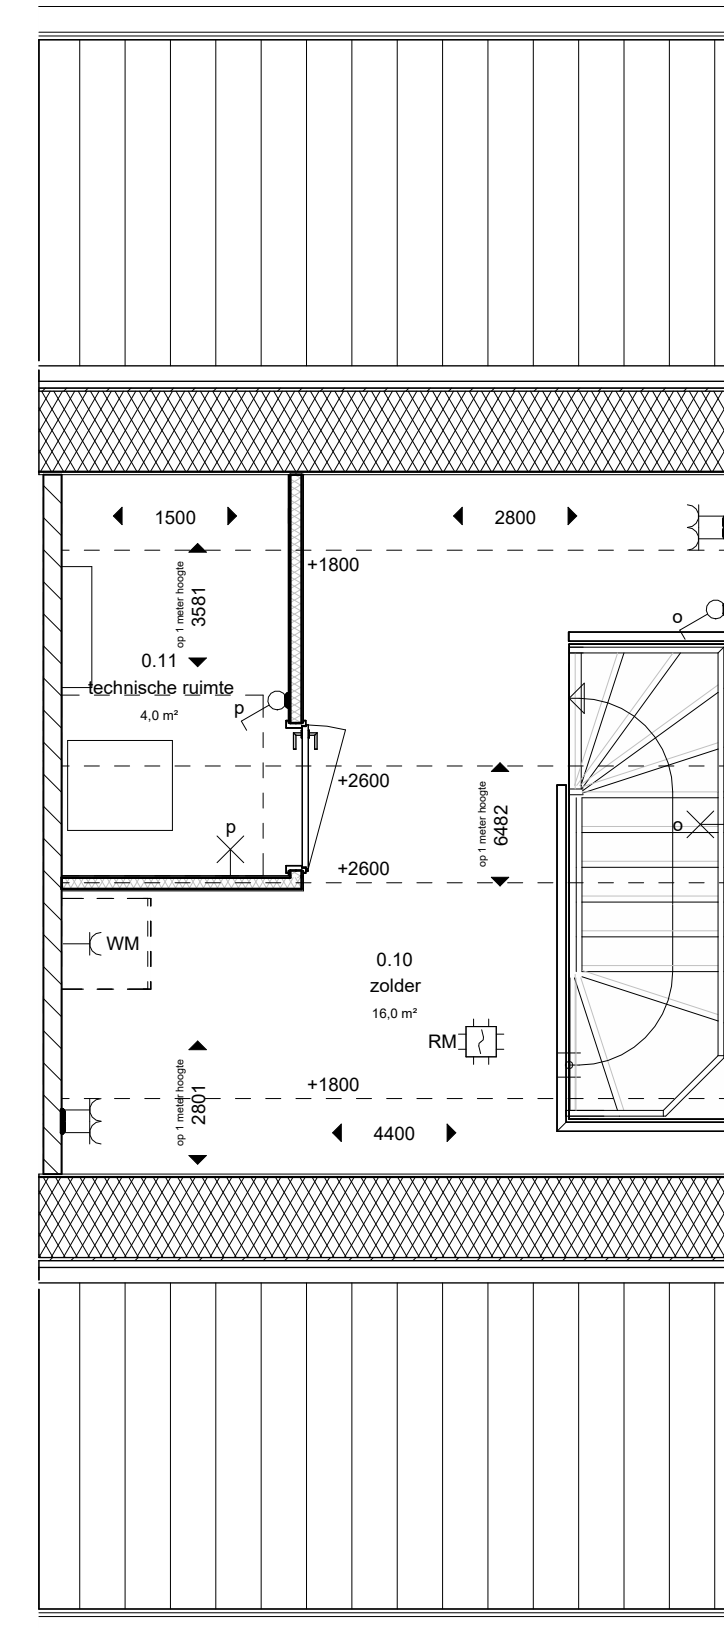 1500
2800
+1800
op 1 meter hoogte
3581
o
0.11
technische ruimte
4,0 m²
p
+2600
op 1 meter hoogte
6482
p
o
+2600
WM
0.10
zolder
16,0 m²
RM
+1800
op 1 meter hoogte
2801
4400